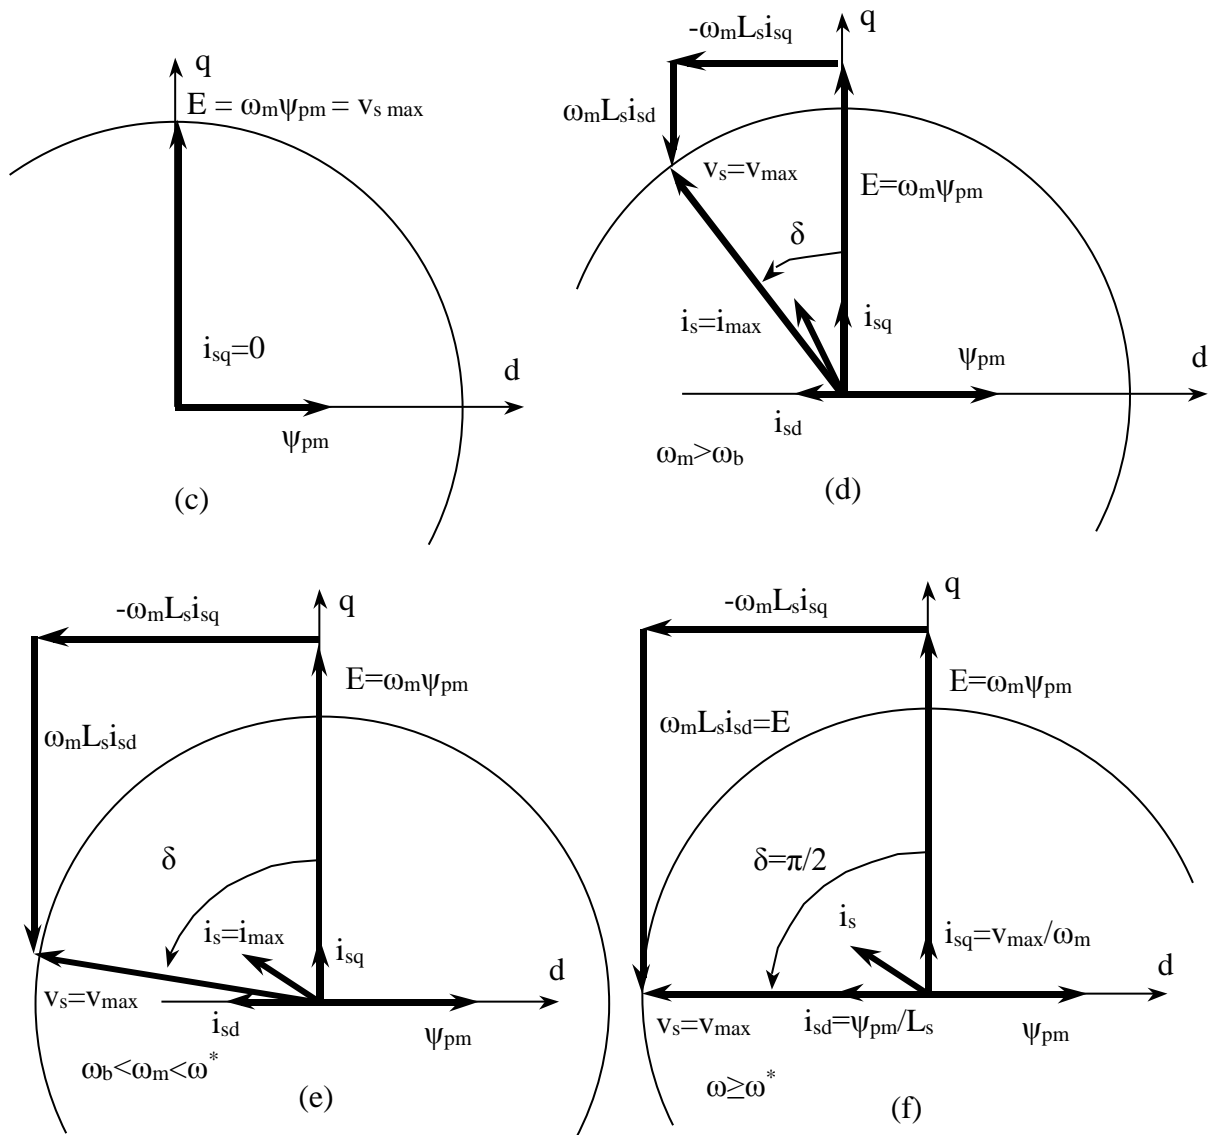 q
E = ωmψpm = vs max
isq=0
d
ψpm
(c)
-ωmLsisq
q
ωmLsisd
vs=vmax
E=ωmψpm
δ
is=imax
isq
ψpm
d
isd
ωm>ωb
(d)
-ωmLsisq
q
E=ωmψpm
ωmLsisd
δ
is=imax
isq
d
vs=vmax
isd
ψpm
ωb<ωm<ω*
(e)
-ωmLsisq
q
E=ωmψpm
ωmLsisd=E
δ=π/2
is
isq=vmax/ωm
d
vs=vmax
isd=ψpm/Ls
ψpm
ω≥ω*
(f)